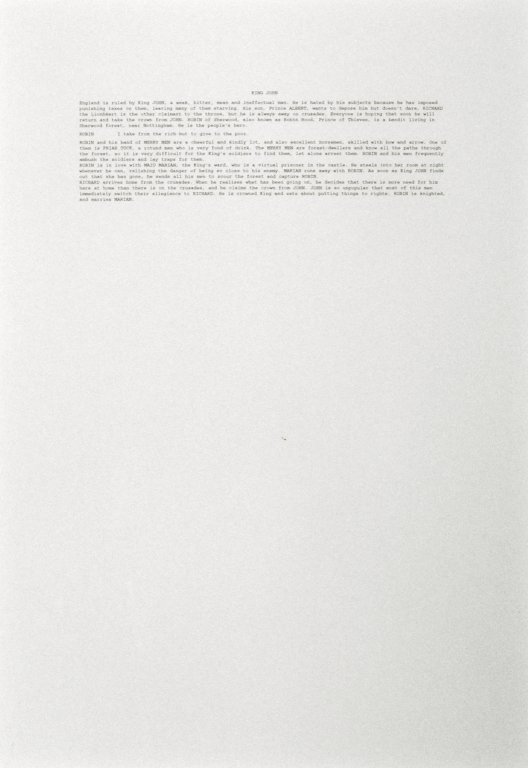 KING JOHN
England is ruled by King JOHN, a weak, bitter, mean and ineffectual man. He is hated by his subjects because he has imposed
punishing taxes on them, leaving many of them starving. His son, Prince ALBERT, wants to depose him but doesn't dare. RICHARD
the Lionheart is the other claimant to the throne, but he is always away on crusades. Everyone is hoping that soon he will
return and take the crown from JOHN. ROBIN of Sherwood, also known as Robin Hood, Prince of Thieves, is a bandit living in
Sherwood Forest, near Nottingham. He is the people's hero.
ROBIN I take from the rich but to give to the poor.
ROBIN and his band of MERRY MEN are a cheerful and kindly lot, and also excellent horsemen, skilled with bow and arrow. One of
them is FRIAR TUCK, a rotund man who is very fond of drink. The MERRY MEN are forest-dwellers and know all the paths through
the forest, so it is very difficult for the King's soldiers to find them, let alone arrest them. ROBIN and his men frequently
ambush the soldiers and lay traps for them.
ROBIN is in love with MAID MARIAN, the King's ward, who is a virtual prisoner in the castle. He steals into her room at night
whenever he can, relishing the danger of being so close to his enemy. MARIAN runs away with ROBIN. As soon as King JOHN finds
out that she has gone, he sends all his men to scour the forest and capture ROBIN.
RICHARD arrives home from the crusades. When he realises what has been going on, he decides that there is more need for him
here at home than there is on the crusades, and he claims the crown from JOHN. JOHN is so unpopular that most of his men
immediately switch their allegiance to RICHARD. He is crowned King and sets about putting things to rights. ROBIN is knighted,
and marries MARIAN.